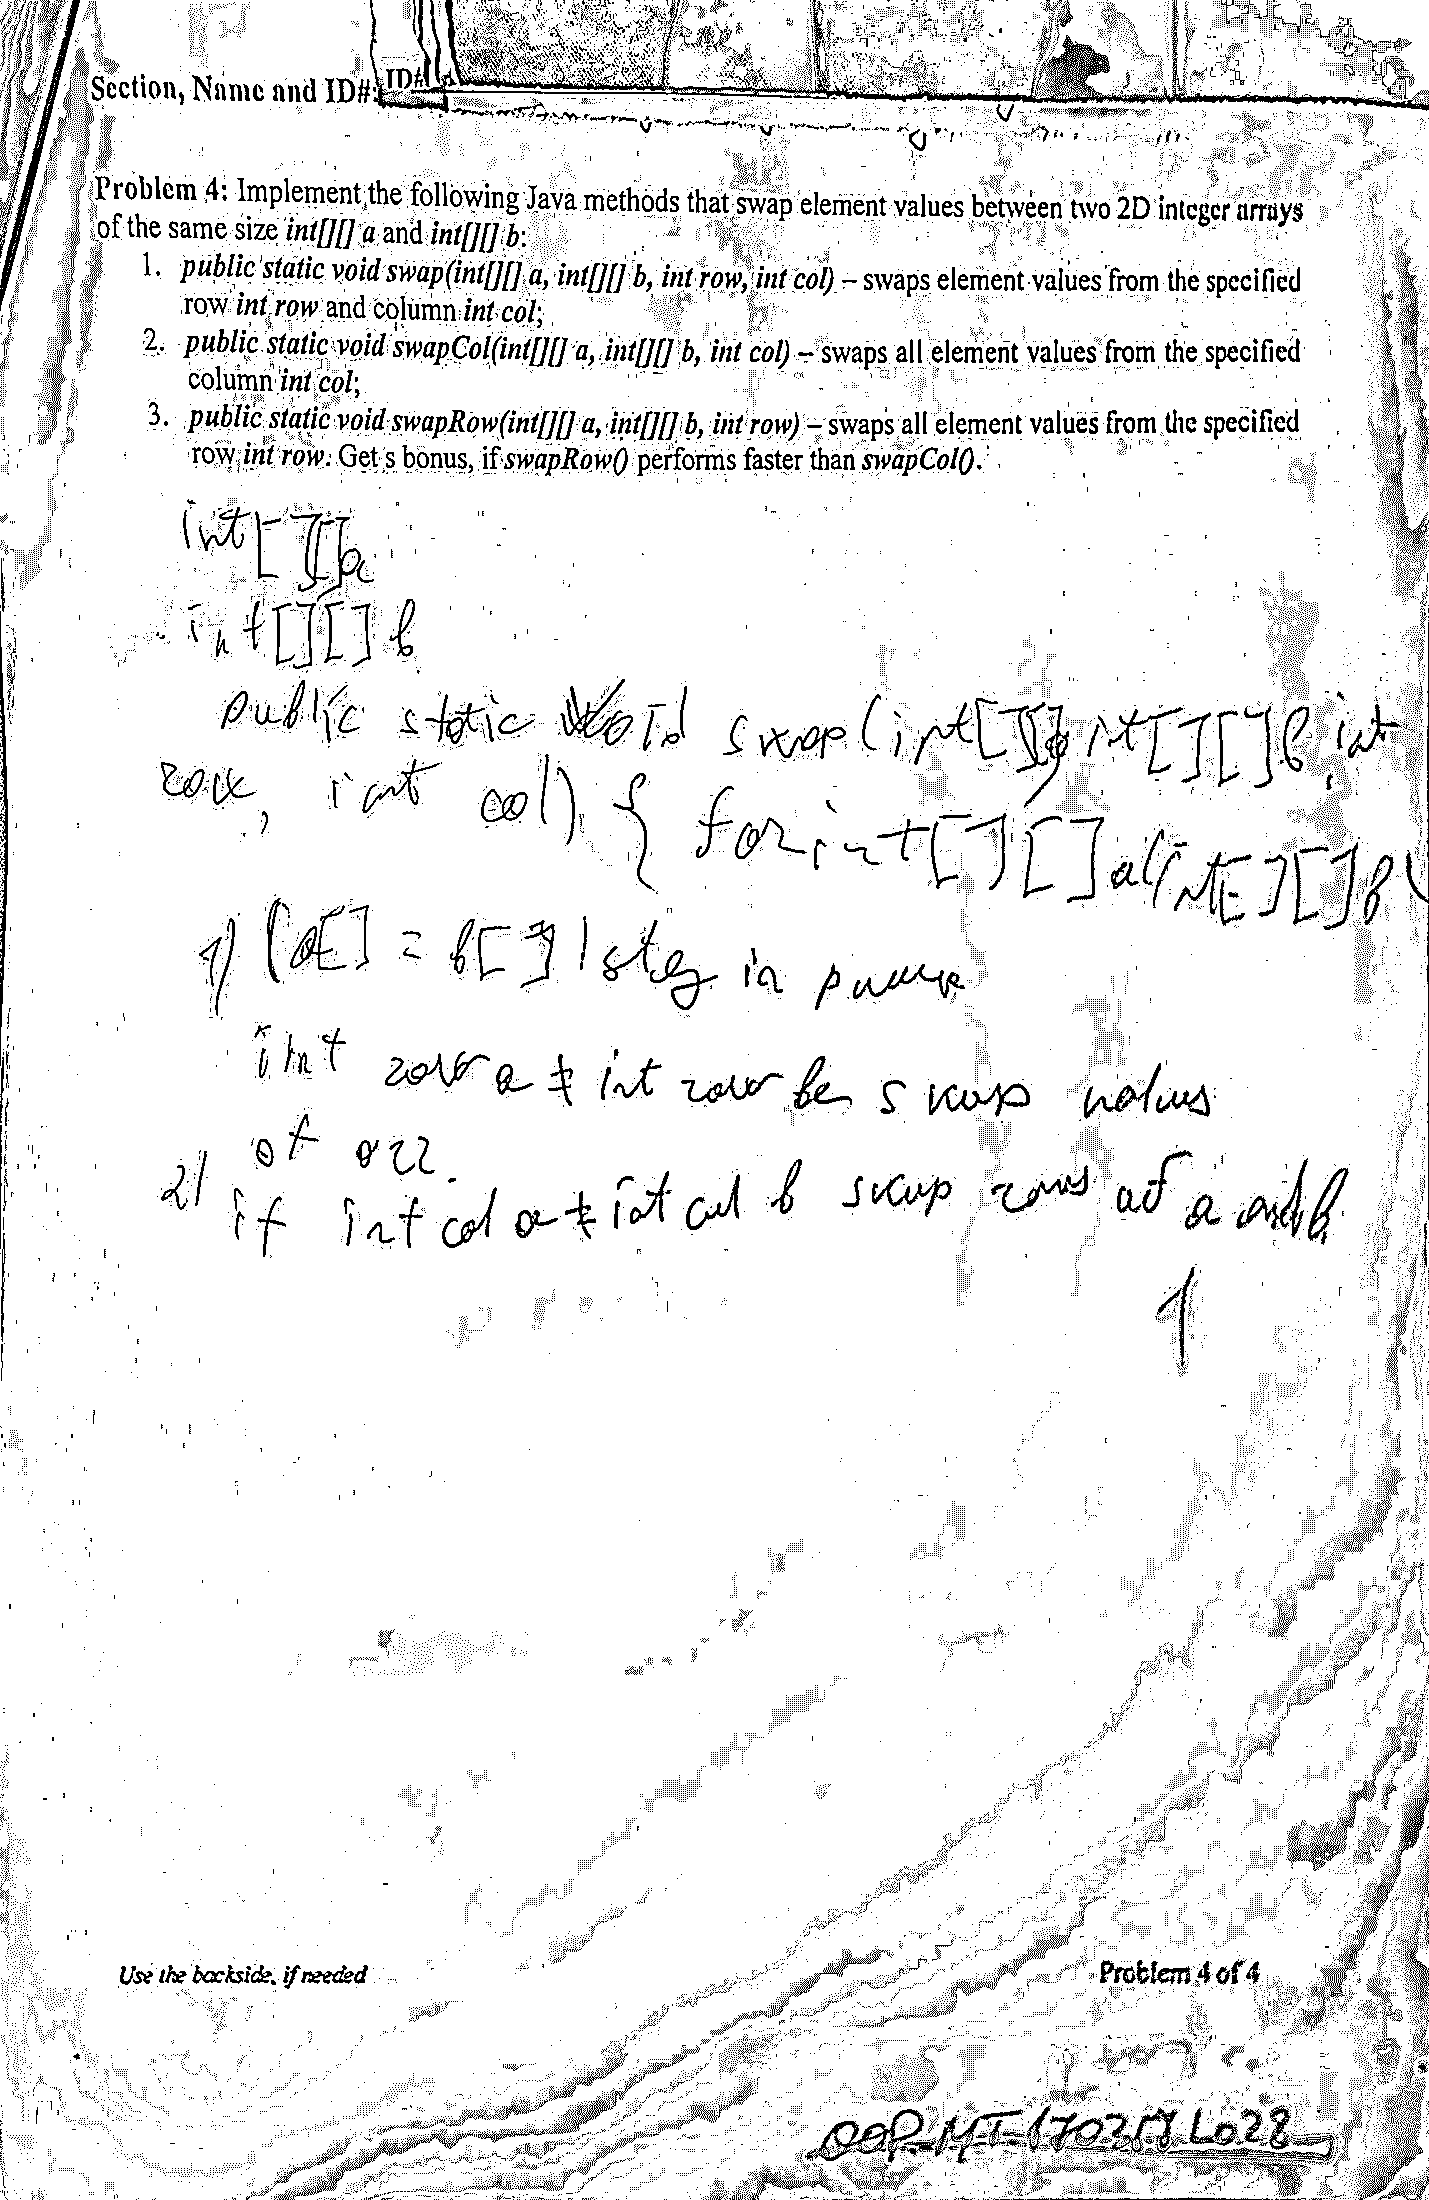 Section, Name and ID#: ID#
Problem 4: Implement the following Java methods that swap element values between two 2D integer arrays
of the same size int[][] a and int[][] b:
1. public static void swap(int[][] a, int[][] b, int row, int col) – swaps element values from the specified
row int row and column int col;
2. public static void swapCol(int[][] a, int[][] b, int col) – swaps all element values from the specified
column int col;
3. public static void swapRow(int[][] a, int[][] b, int row) – swaps all element values from the specified
row int row. Get s bonus, if swapRow() performs faster than swapCol().
int[][]a
int[][] b
public static void swap(int[][]a, int[][]b, int
row, int col) { for int[][] a(int[][] b
1) (a[] = b[] | stay in
int row a ≠ int row b swap values
of arr.
2) if int col a ≠ int col b swap rows of a and b
1
Use the backside, if needed
Problem 4 of 4
OOP. MT. 170318 L028